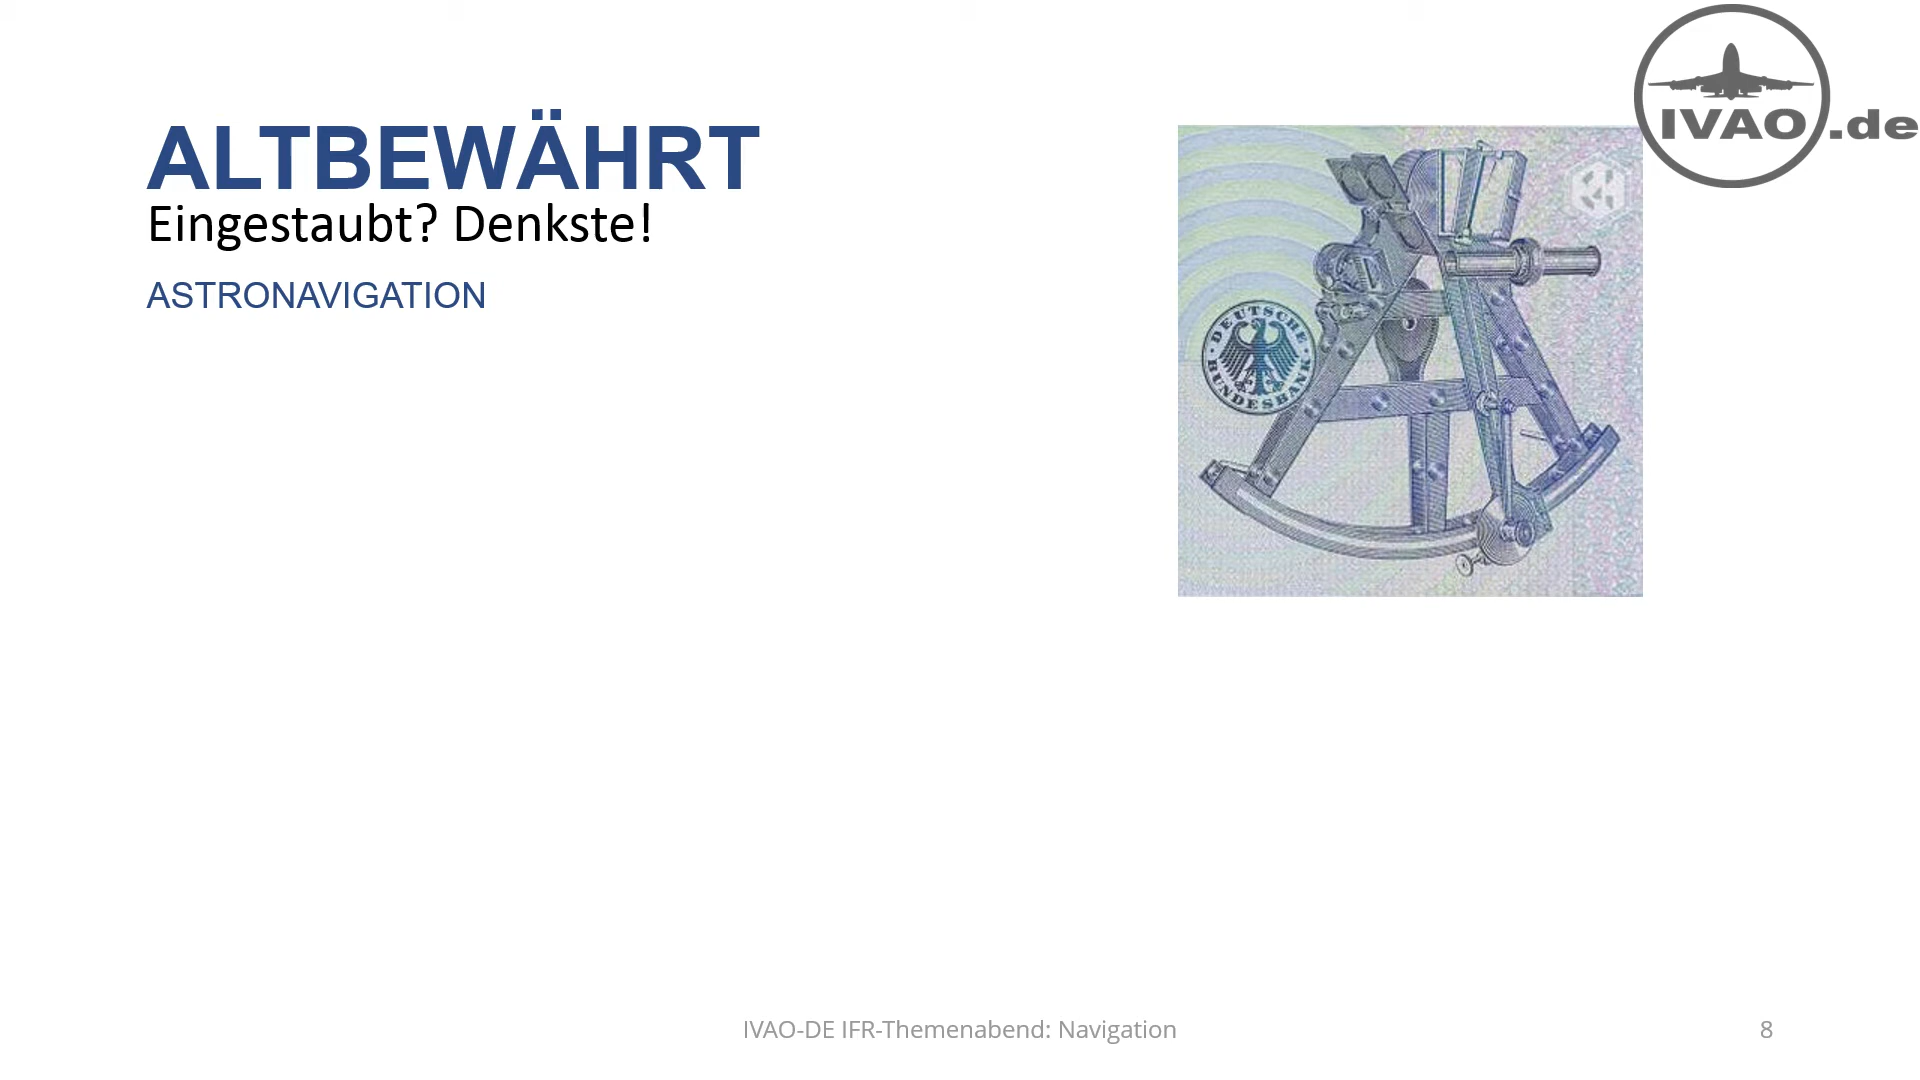 IVAO.de
ALTBEWÄHRT
Eingestaubt? Denkste!
ASTRONAVIGATION
DEUTSCHE BUNDESBANK
IVAO-DE IFR-Themenabend: Navigation
8